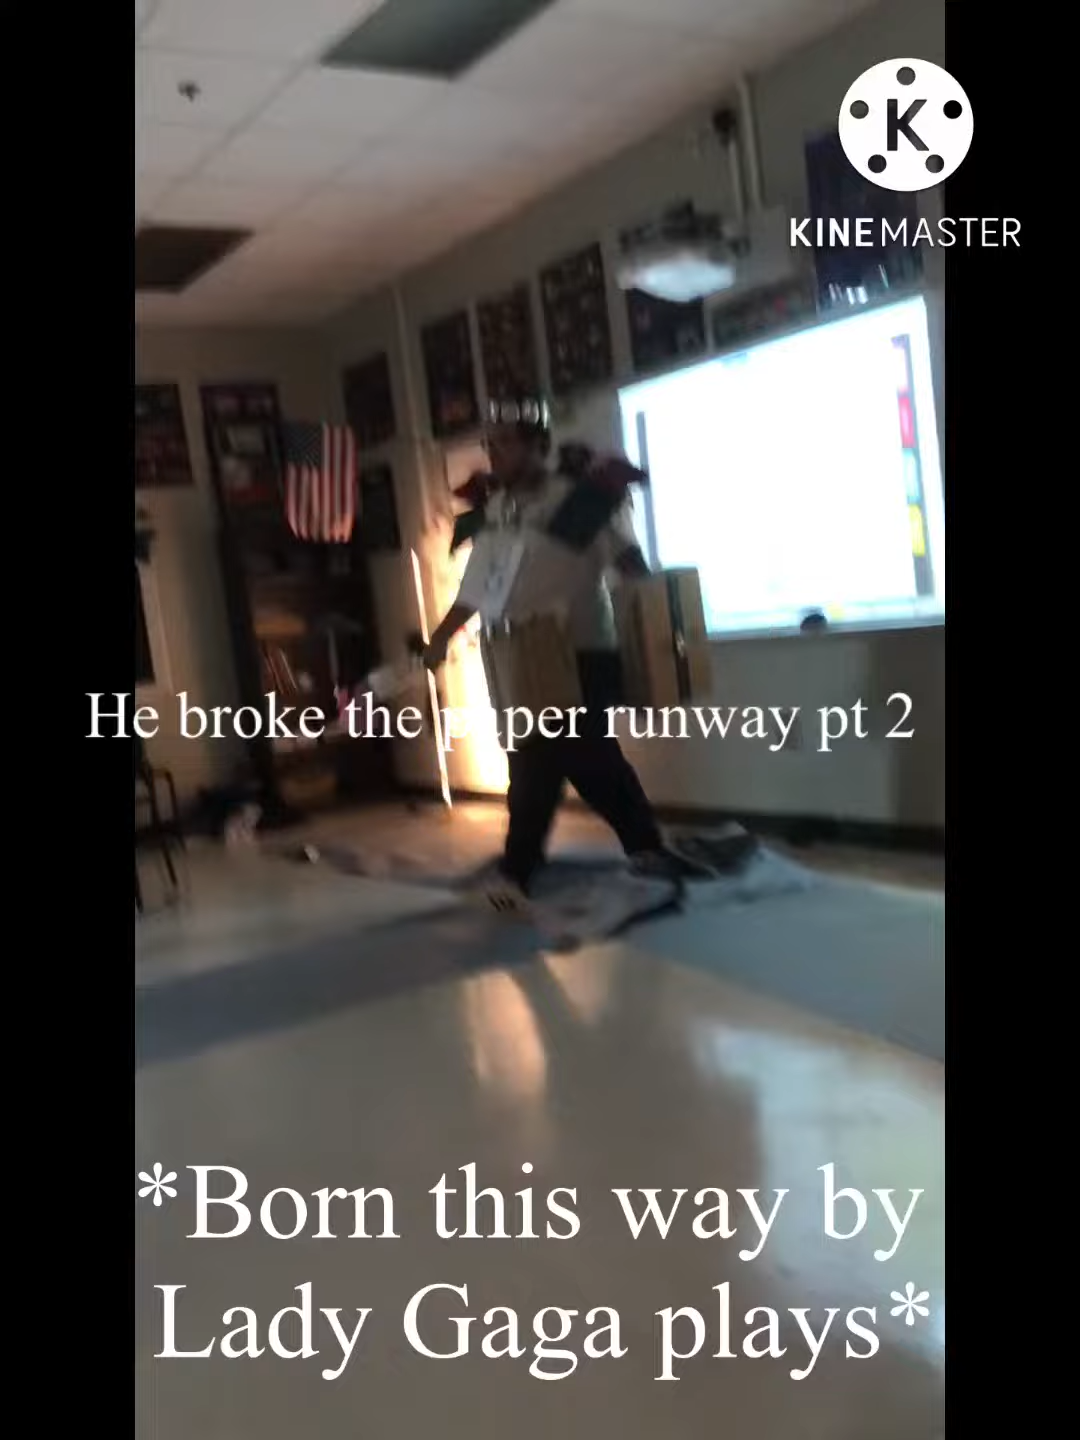 K
KINEMASTER
He broke the paper runway pt 2
*Born this way by
Lady Gaga plays*